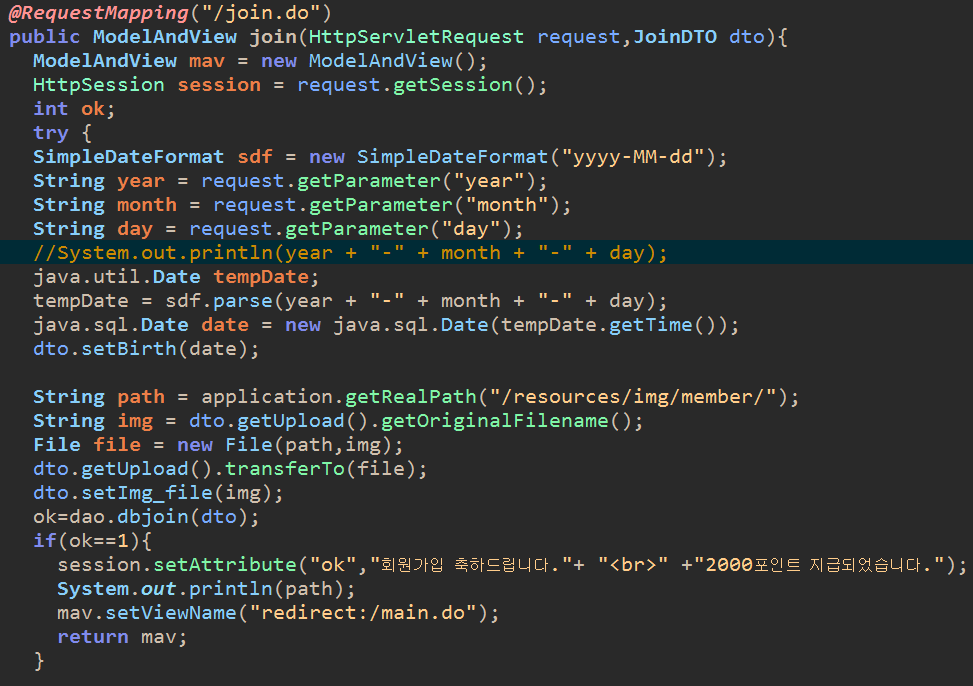 @RequestMapping("/join.do")
public ModelAndView join(HttpServletRequest request,JoinDTO dto){
ModelAndView mav = new ModelAndView();
HttpSession session = request.getSession();
int ok;
try {
SimpleDateFormat sdf = new SimpleDateFormat("yyyy-MM-dd");
String year = request.getParameter("year");
String month = request.getParameter("month");
String day = request.getParameter("day");
//System.out.println(year + "-" + month + "-" + day);
java.util.Date tempDate;
tempDate = sdf.parse(year + "-" + month + "-" + day);
java.sql.Date date = new java.sql.Date(tempDate.getTime());
dto.setBirth(date);
String path = application.getRealPath("/resources/img/member/");
String img = dto.getUpload().getOriginalFilename();
File file = new File(path,img);
dto.getUpload().transferTo(file);
dto.setImg_file(img);
ok=dao.dbjoin(dto);
if(ok==1){
session.setAttribute("ok","회원가입 축하드립니다."+ "<br>" +"2000포인트 지급되었습니다.");
System.out.println(path);
mav.setViewName("redirect:/main.do");
return mav;
}